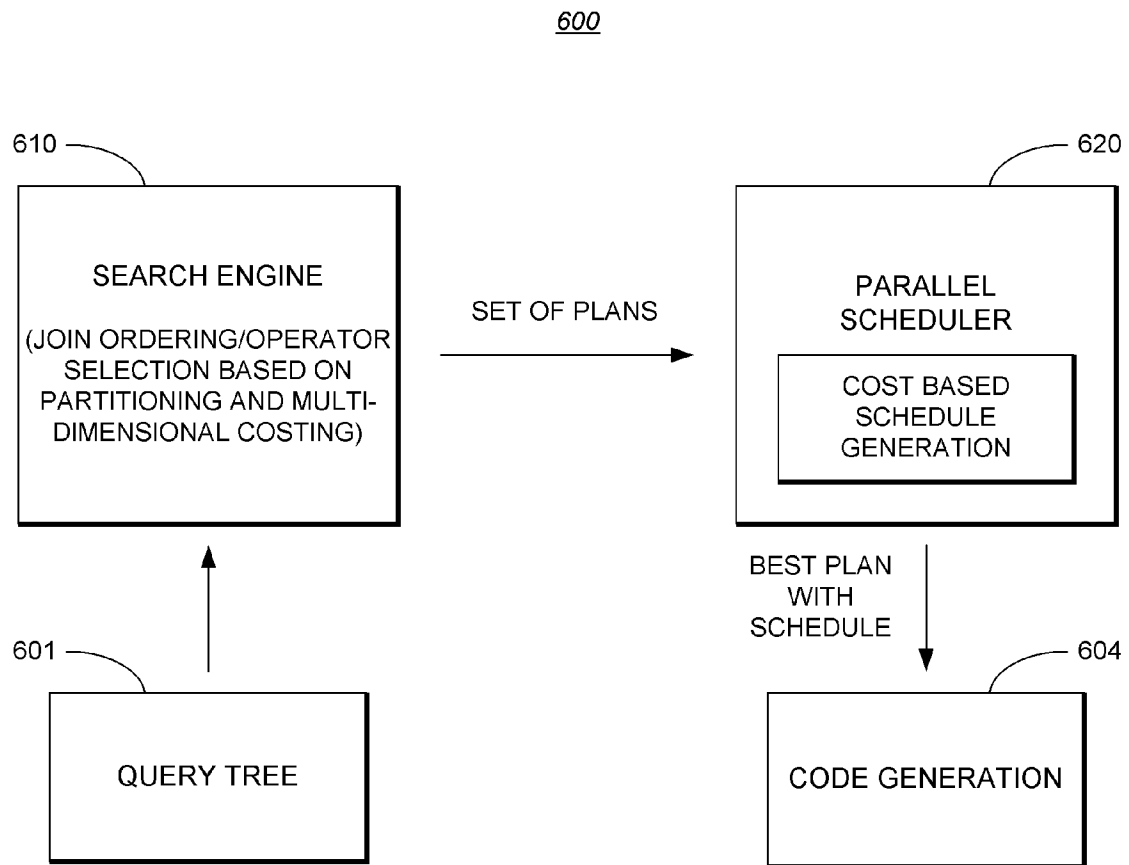 600
610
620
SEARCH ENGINE
(JOIN ORDERING/OPERATOR
SELECTION BASED ON
PARTITIONING AND MULTI-
DIMENSIONAL COSTING)
SET OF PLANS
PARALLEL
SCHEDULER
COST BASED
SCHEDULE
GENERATION
BEST PLAN
WITH
SCHEDULE
601
604
QUERY TREE
CODE GENERATION